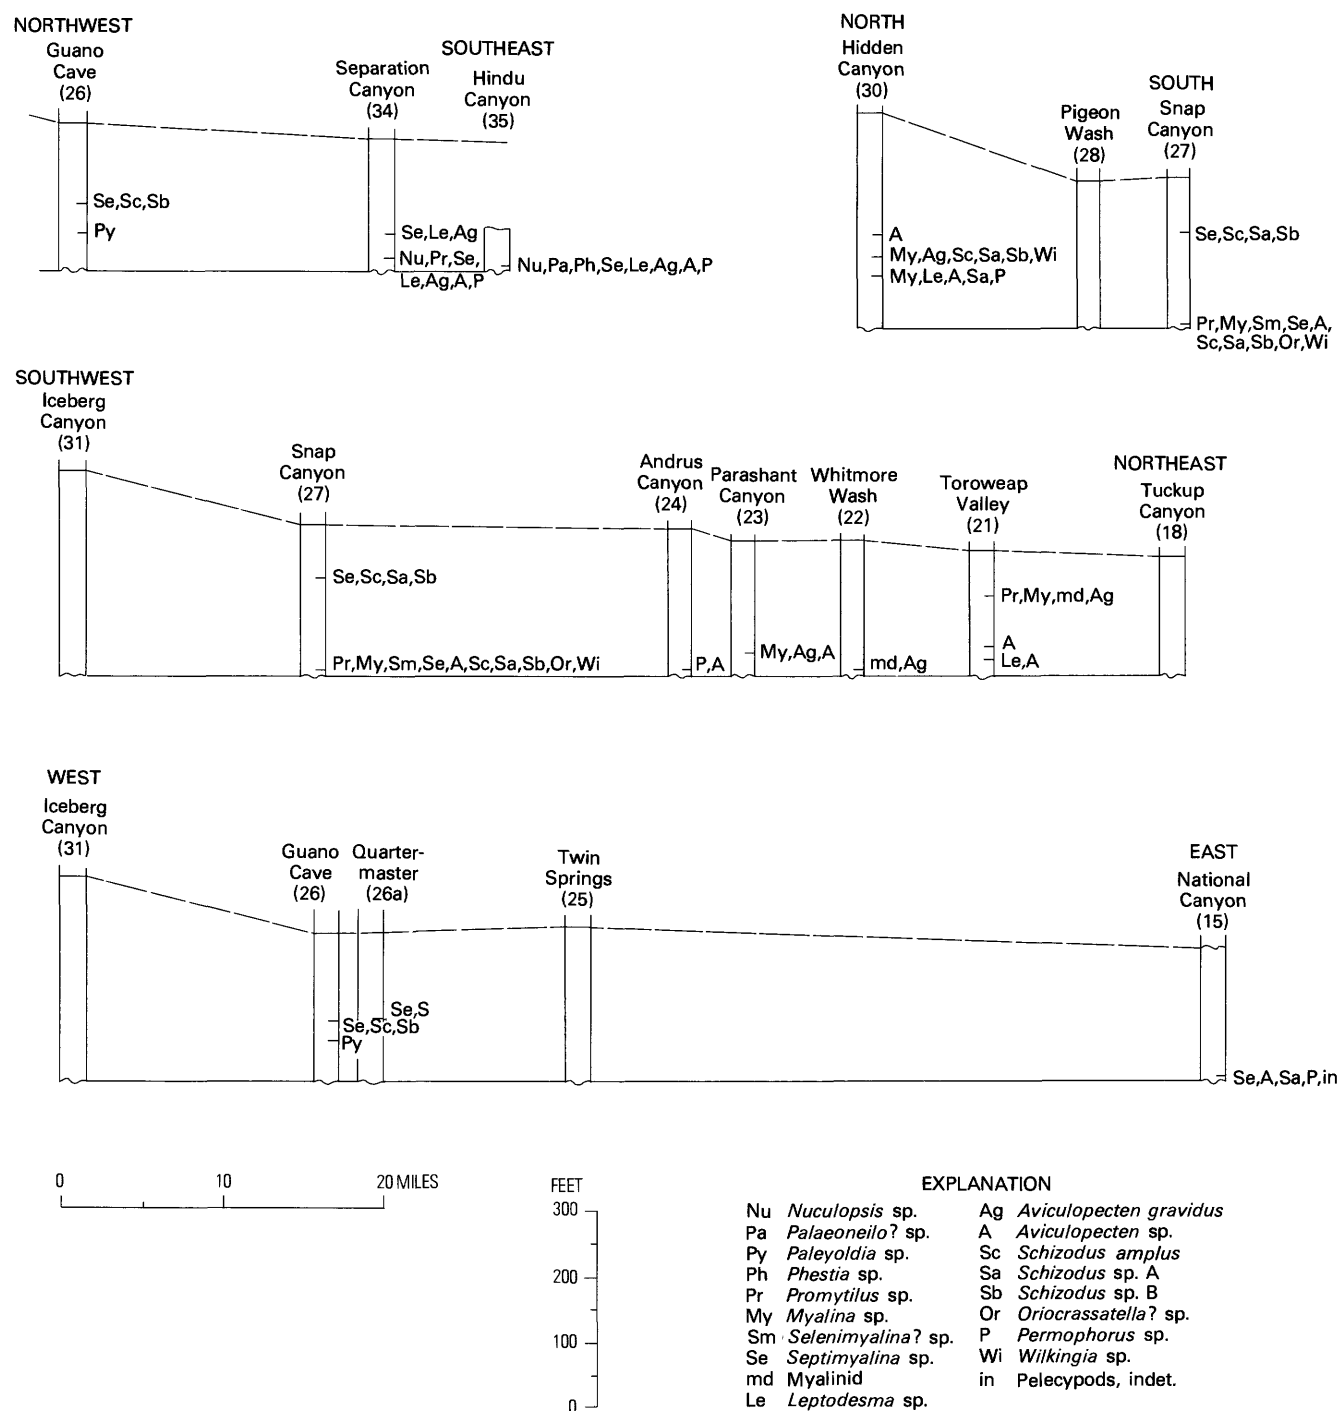 NORTHWEST
Guano
Cave
(26)
Separation
Canyon
(34)
SOUTHEAST
Hindu
Canyon
(35)
Se,Sc,Sb
Py
Se,Le,Ag
Nu,Pr,Se,
Le,Ag,A,P
Nu,Pa,Ph,Se,Le,Ag,A,P
NORTH
Hidden
Canyon
(30)
Pigeon
Wash
(28)
SOUTH
Snap
Canyon
(27)
A
My,Ag,Sc,Sa,Sb,Wi
My,Le,A,Sa,P
Se,Sc,Sa,Sb
Pr,My,Sm,Se,A,
Sc,Sa,Sb,Or,Wi
SOUTHWEST
Iceberg
Canyon
(31)
Snap
Canyon
(27)
Andrus
Canyon
(24)
Parashant
Canyon
(23)
Whitmore
Wash
(22)
Toroweap
Valley
(21)
NORTHEAST
Tuckup
Canyon
(18)
Se,Sc,Sa,Sb
Pr,My,Sm,Se,A,Sc,Sa,Sb,Or,Wi
P,A
My,Ag,A
md,Ag
Pr,My,md,Ag
A
Le,A
WEST
Iceberg
Canyon
(31)
Guano
Cave
(26)
Quarter-
master
(26a)
Twin
Springs
(25)
EAST
National
Canyon
(15)
Se,S
Se,Sc,Sb
Py
Se,A,Sa,P,in
0 10 20 MILES
FEET
300
200
100
0
EXPLANATION
Nu Nuculopsis sp.
Pa Palaeoneilo? sp.
Py Paleyoldia sp.
Ph Phestia sp.
Pr Promytilus sp.
My Myalina sp.
Sm Selenimyalina? sp.
Se Septimyalina sp.
md Myalinid
Le Leptodesma sp.
Ag Aviculopecten gravidus
A Aviculopecten sp.
Sc Schizodus amplus
Sa Schizodus sp. A
Sb Schizodus sp. B
Or Oriocrassatella? sp.
P Permophorus sp.
Wi Wilkingia sp.
in Pelecypods, indet.